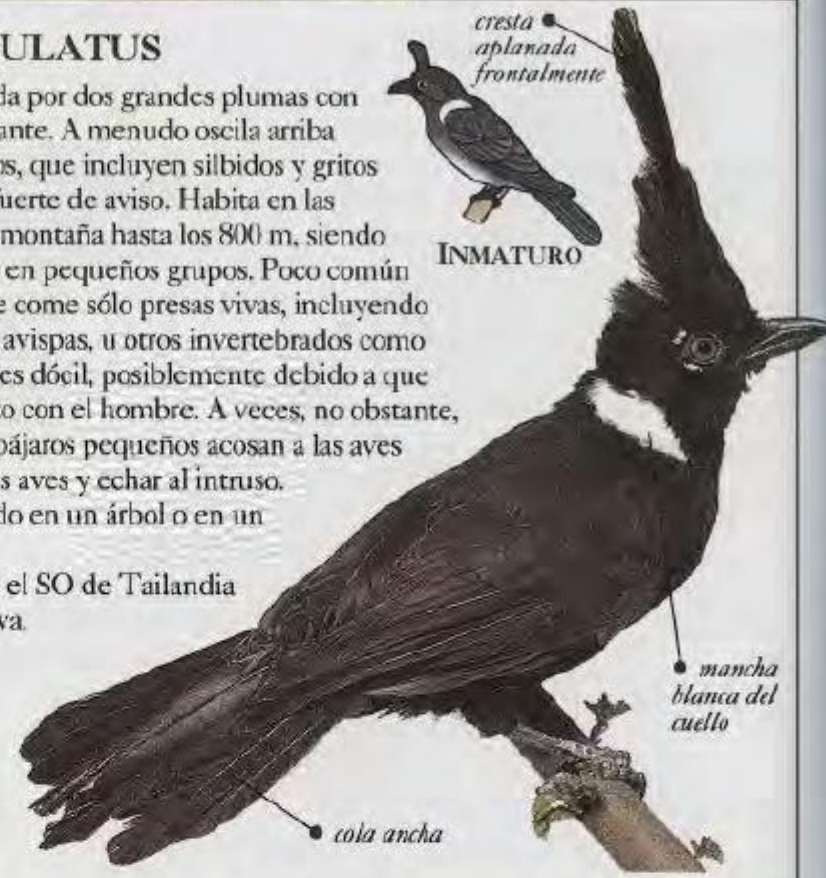 ULATUS
da por dos grandes plumas con
ante. A menudo oscila arriba
os, que incluyen silbidos y gritos
fuerte de aviso. Habita en las
montaña hasta los 800 m, siendo
en pequeños grupos. Poco común
e come sólo presas vivas, incluyendo
avispas, u otros invertebrados como
es dócil, posiblemente debido a que
o con el hombre. A veces, no obstante,
pájaros pequeños acosan a las aves
s aves y echar al intruso.
do en un árbol o en un
el SO de Tailandia
va.
cresta
aplanada
frontalmente
INMATURO
mancha
blanca del
cuello
cola ancha